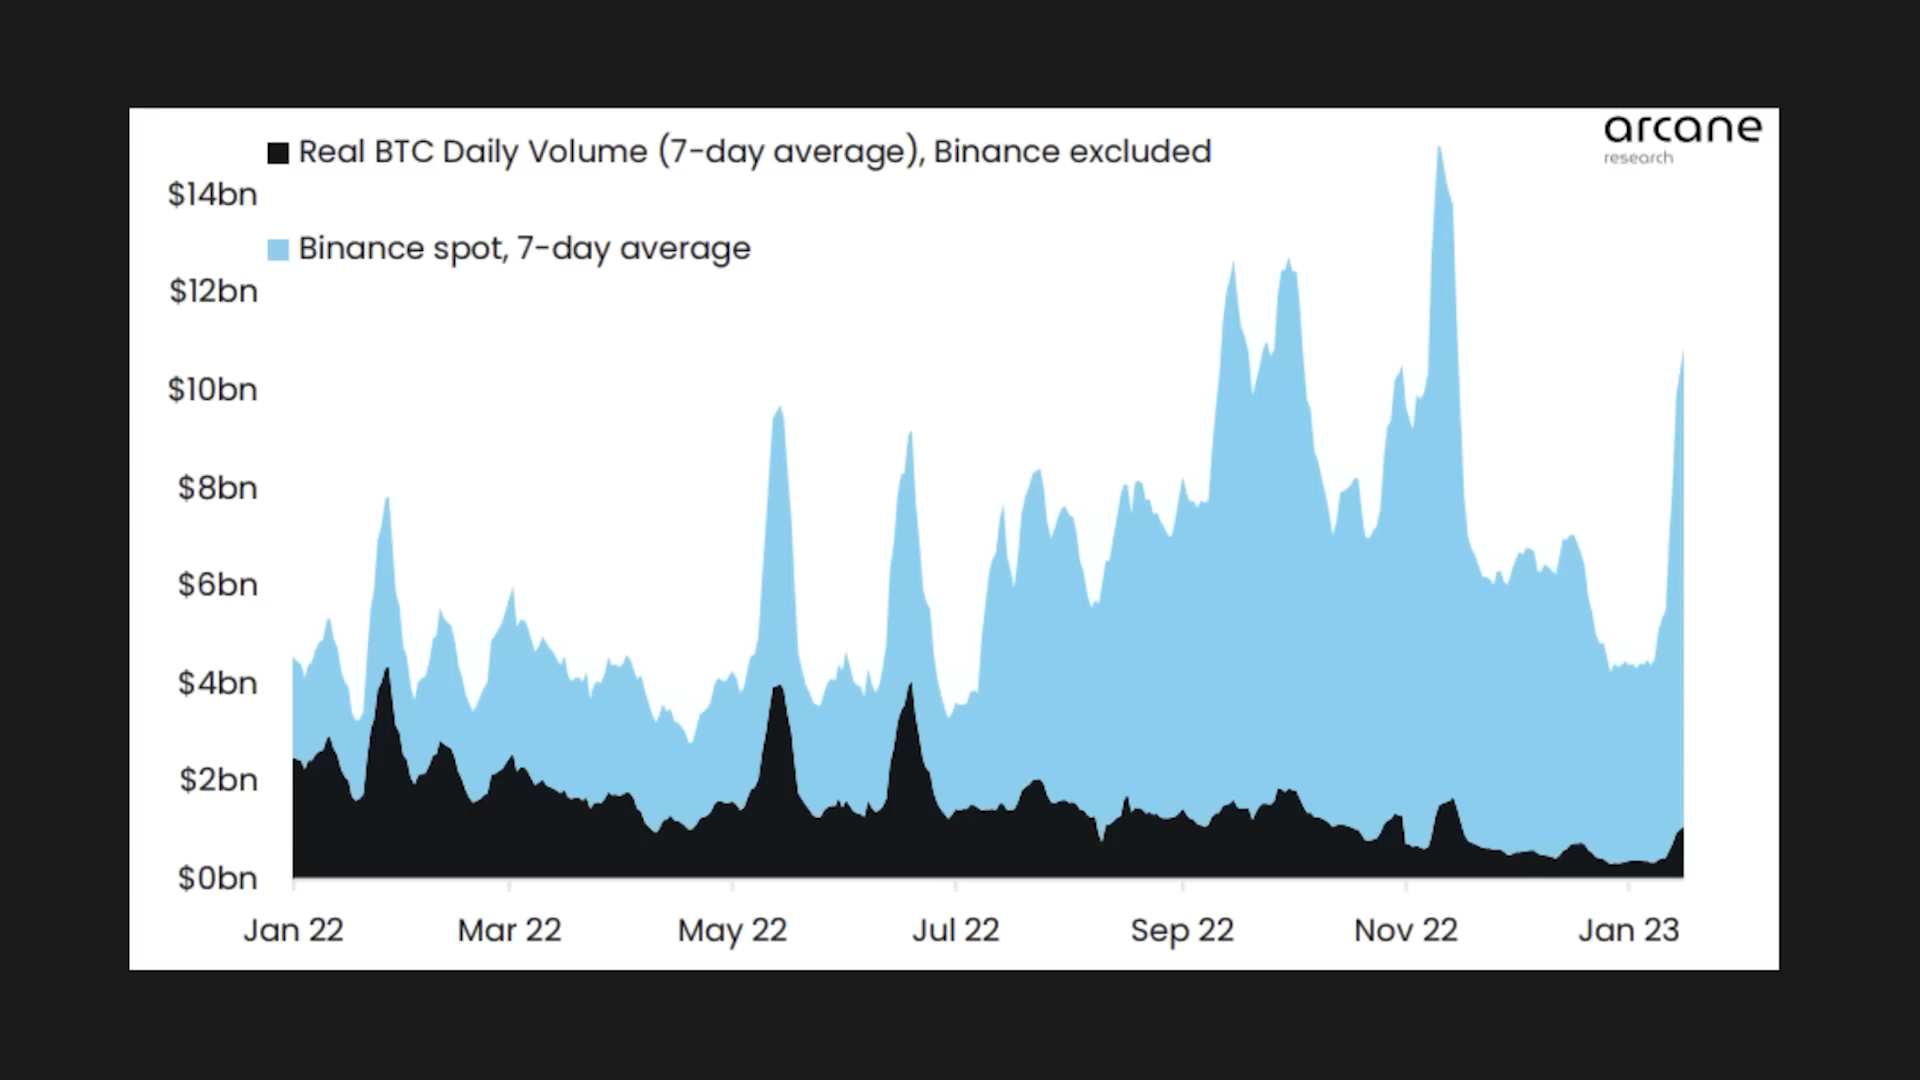 arcane
research
Real BTC Daily Volume (7-day average), Binance excluded
$14bn
Binance spot, 7-day average
$12bn
$10bn
$8bn
$6bn
$4bn
$2bn
$0bn
Jan 22 Mar 22 May 22 Jul 22 Sep 22 Nov 22 Jan 23